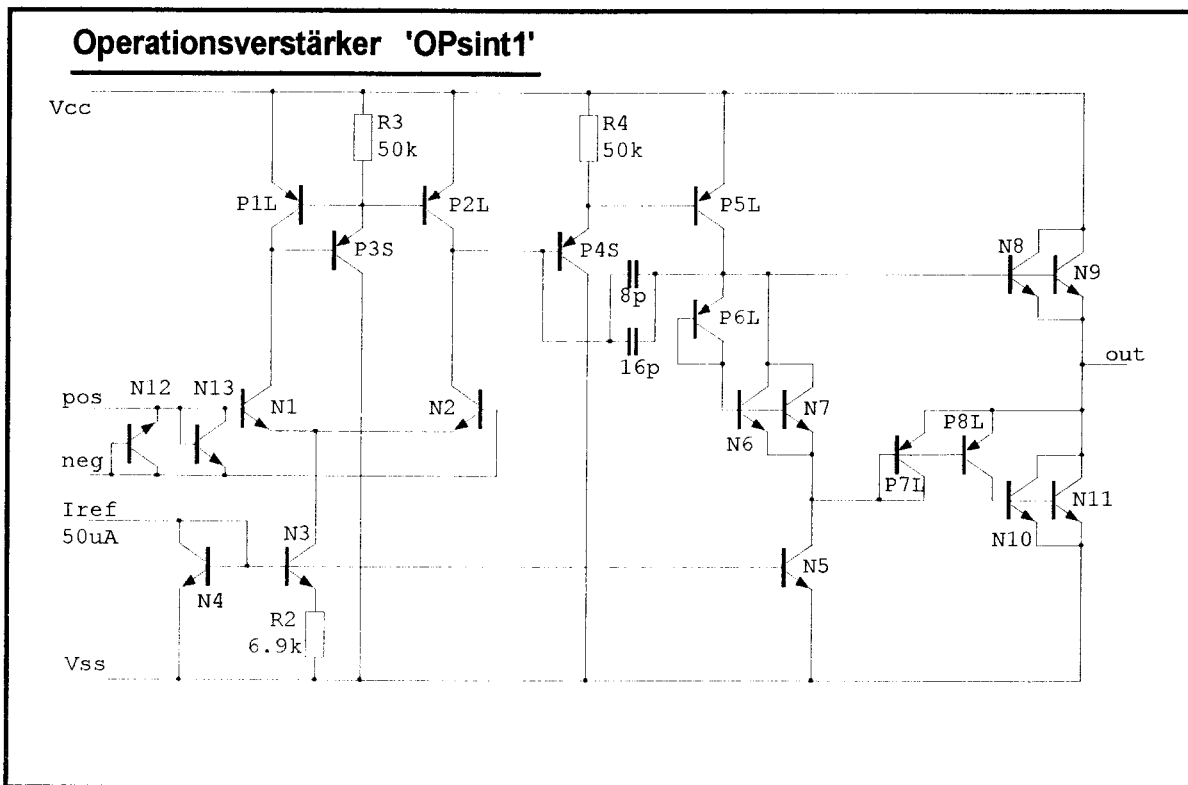 Operationsverstärker 'OPsint1'
Vcc
R3
50k
R4
50k
P1L
P2L
P5L
P3S
P4S
N8
N9
8p
P6L
16p
out
N12
N13
pos
N1
N2
N7
N6
P8L
neg
P7L
Iref
50uA
N3
N11
N10
N4
N5
R2
6.9k
Vss